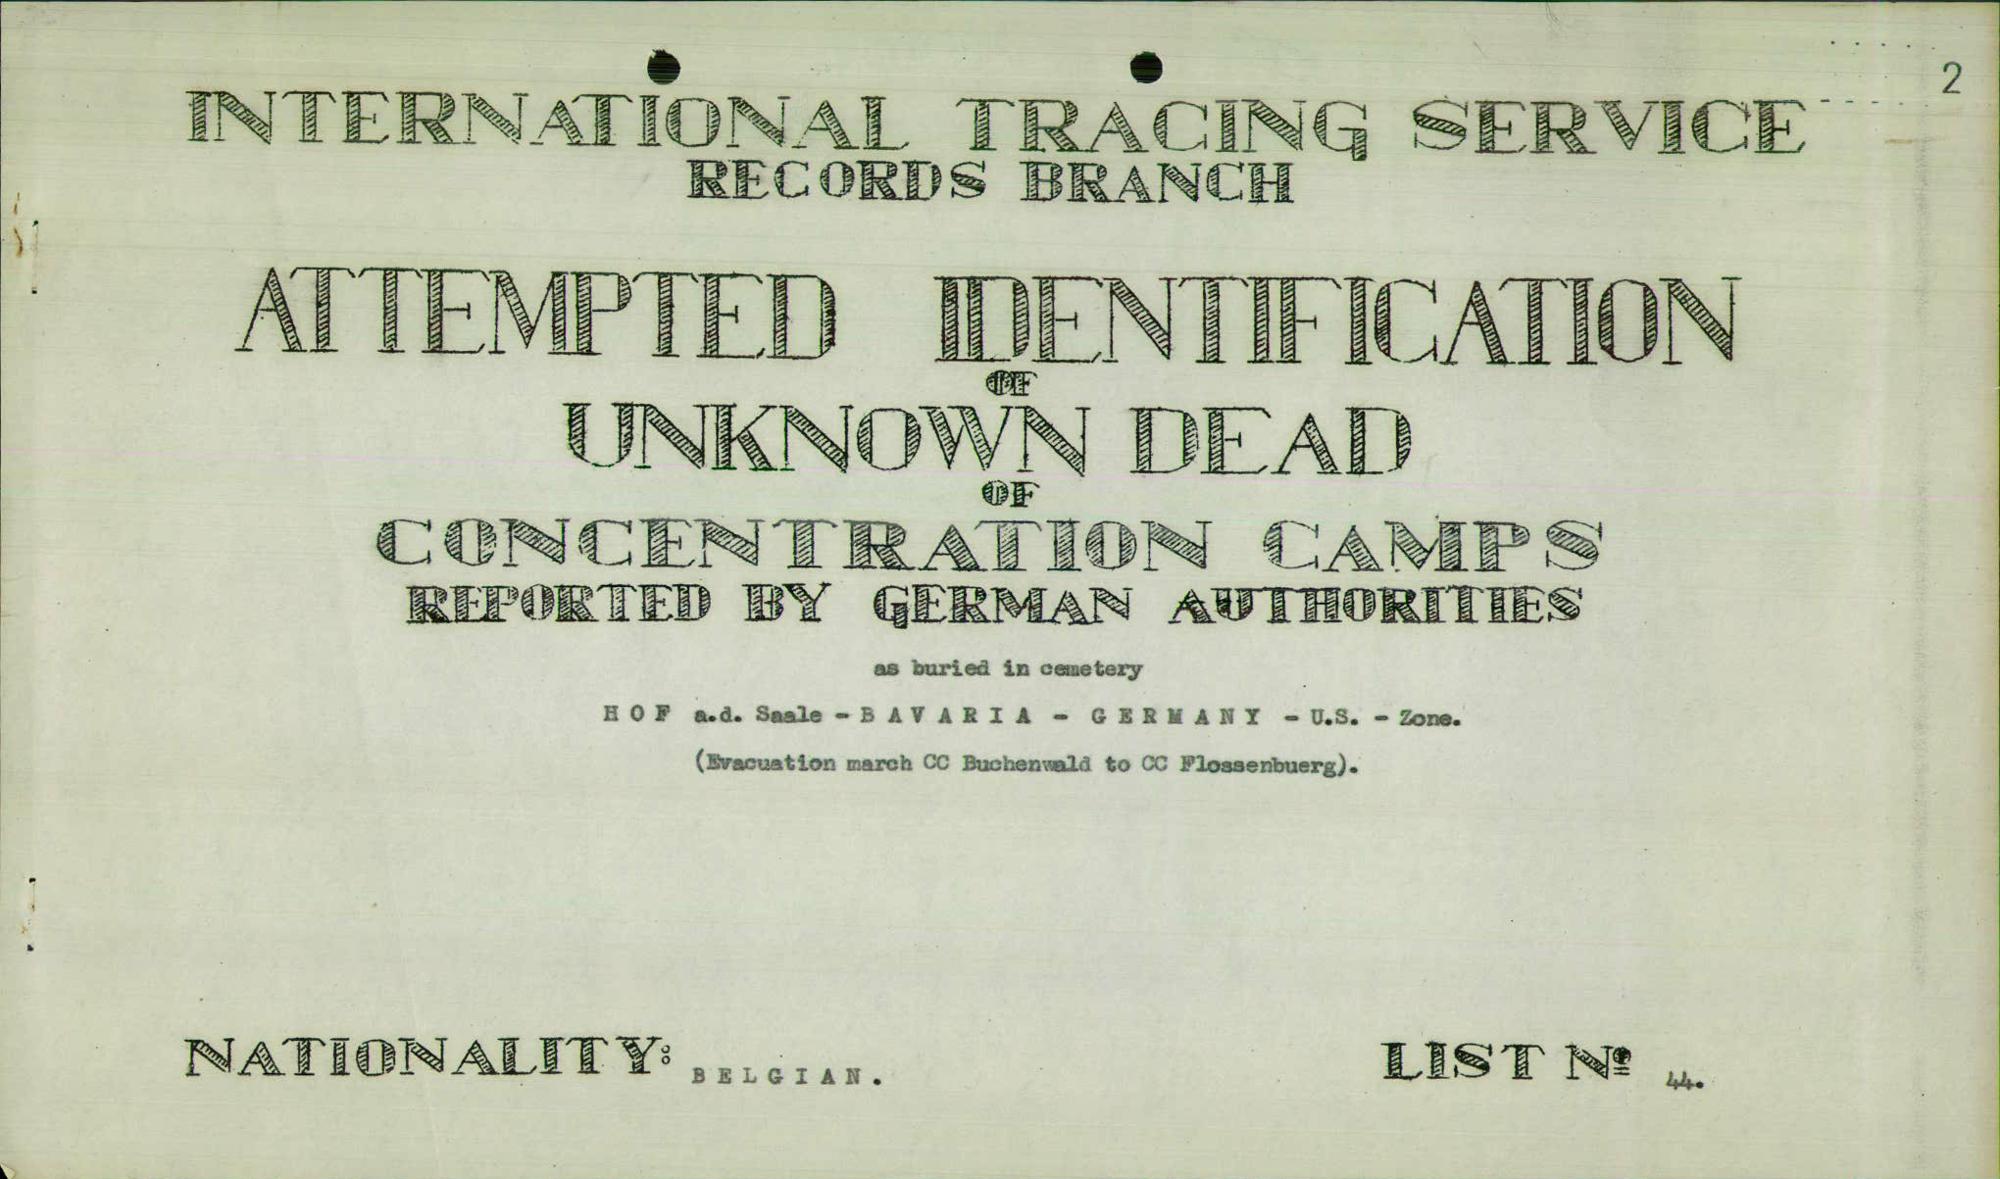 2
INTERNATIONAL TRACING SERVICE
RECORDS BRANCH
ATTEMPTED IDENTIFICATION
OF
UNKNOWN DEAD
OF
CONCENTRATION CAMPS
REPORTED BY GERMAN AUTHORITIES
as buried in cemetery
H O F a.d. Saale - B A V A R I A - G E R M A N Y - U.S. - Zone.
(Evacuation march CC Buchenwald to CC Flossenbuerg).
NATIONALITY: B E L G I A N .
LIST Nº 44.